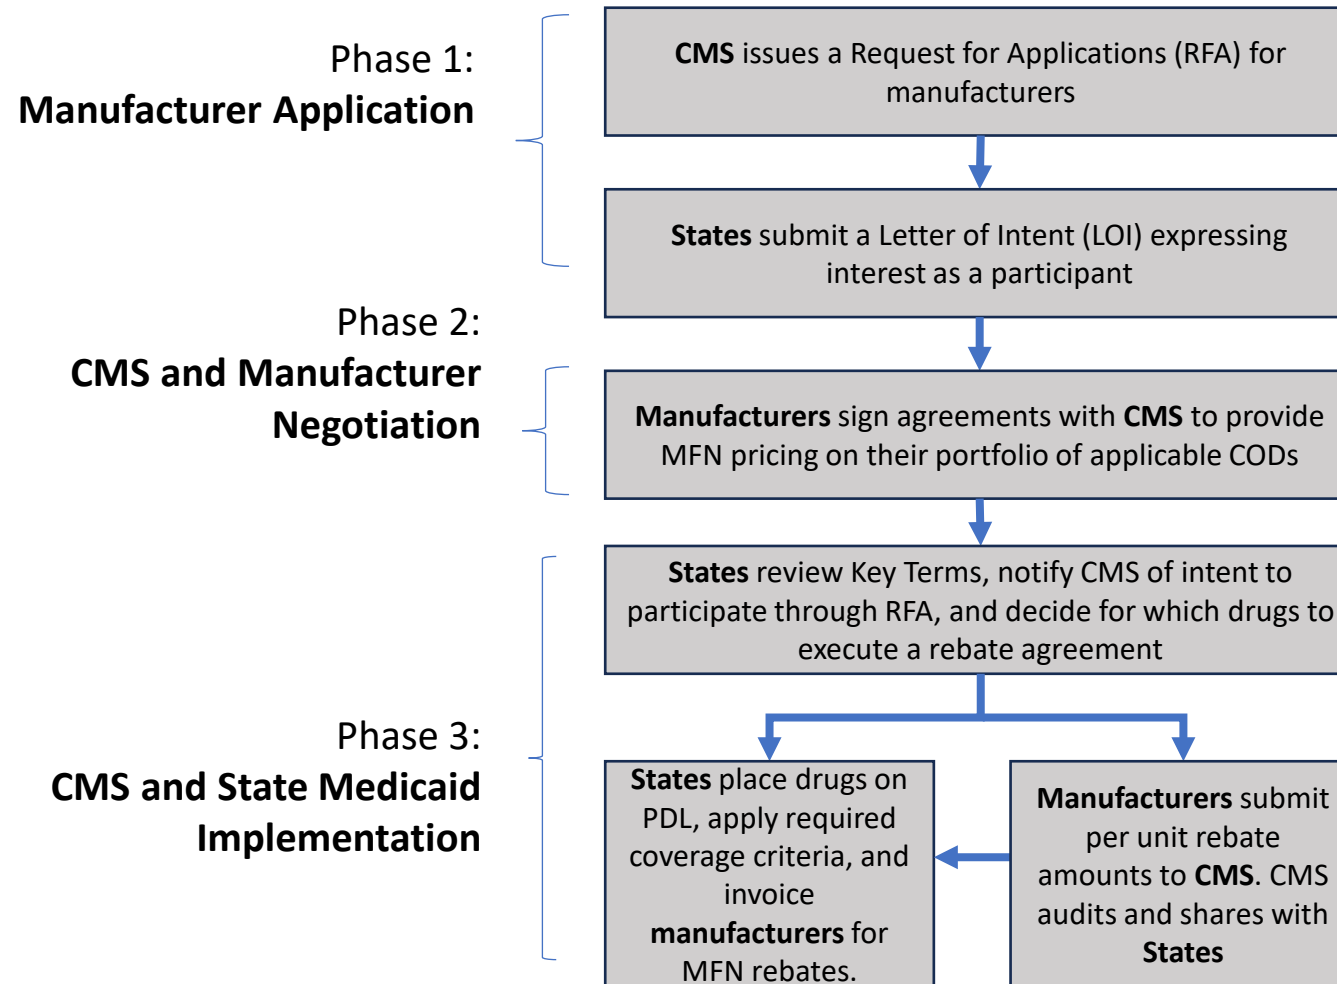 Phase 1:
Manufacturer Application
CMS issues a Request for Applications (RFA) for
manufacturers
States submit a Letter of Intent (LOI) expressing
interest as a participant
Phase 2:
CMS and Manufacturer
Negotiation
Manufacturers sign agreements with CMS to provide
MFN pricing on their portfolio of applicable CODs
Phase 3:
CMS and State Medicaid
Implementation
States review Key Terms, notify CMS of intent to
participate through RFA, and decide for which drugs to
execute a rebate agreement
States place drugs on
PDL, apply required
coverage criteria, and
invoice
manufacturers for
MFN rebates.
Manufacturers submit
per unit rebate
amounts to CMS. CMS
audits and shares with
States